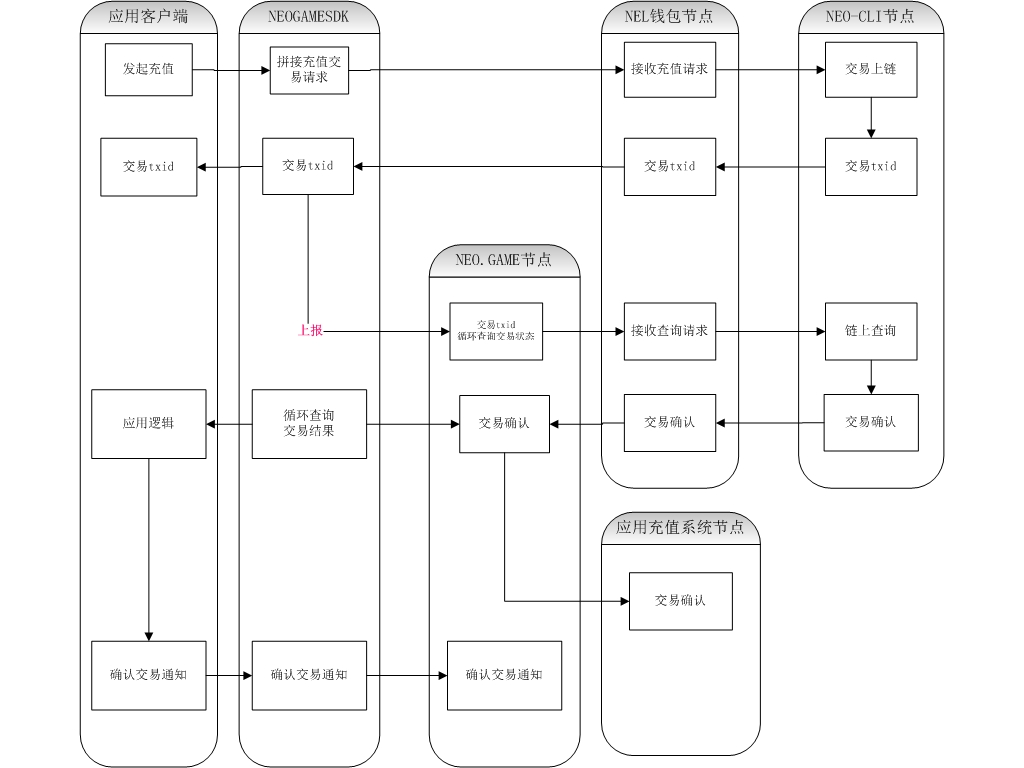 应用客户端
NEOGAMESDK
NEL钱包节点
NEO-CLI节点
发起充值
拼接充值交
易请求
接收充值请求
交易上链
交易txid
交易txid
交易txid
交易txid
NEO.GAME节点
上报
交易txid
循环查询交易状态
接收查询请求
链上查询
应用逻辑
循环查询
交易结果
交易确认
交易确认
交易确认
应用充值系统节点
交易确认
确认交易通知
确认交易通知
确认交易通知